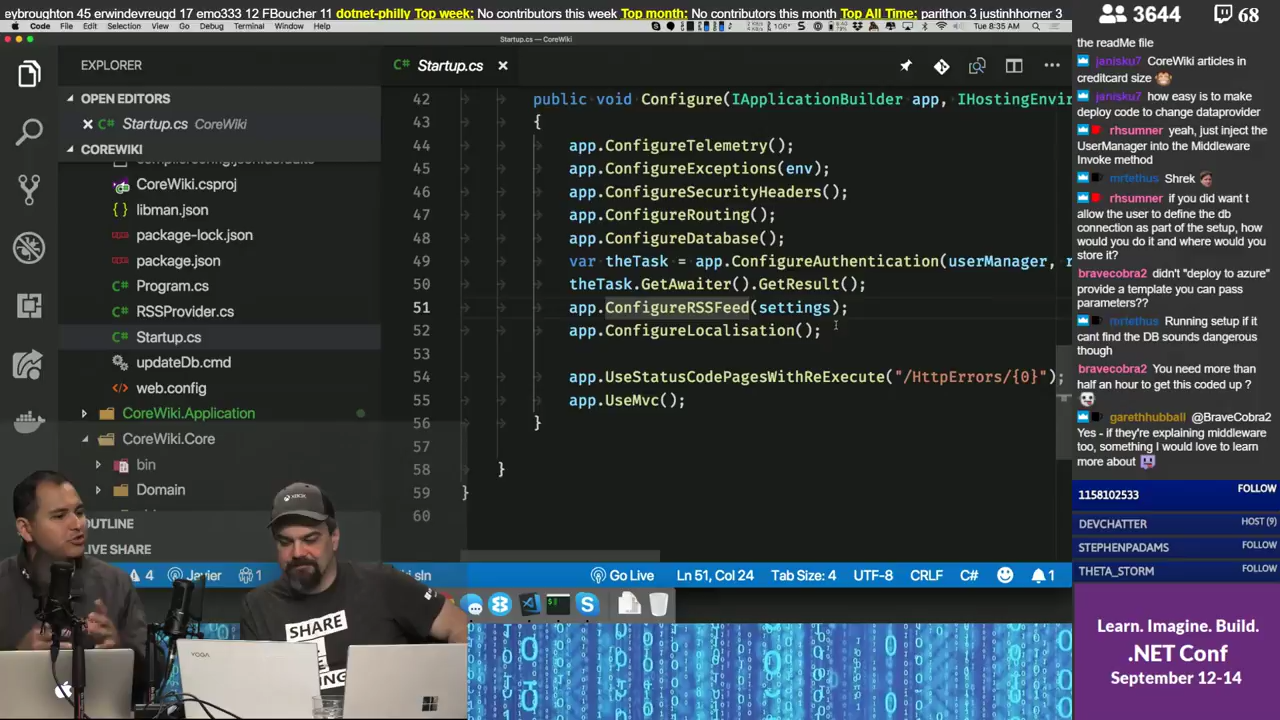 eybroughton 45 erwindevreugd 17 emo333 12 FBoucher 11 dotnet-philly Top week: No contributors this week Top month: No contributors this month Top All Time: parithon 3 justinhhorner 3
Code File Edit Selection View Go Debug Terminal Window Help
Tu 8:35 AM
Startup.cs — CoreWiki
EXPLORER
OPEN EDITORS
Startup.cs CoreWiki
COREWIKI
CoreWiki.csproj
libman.json
package-lock.json
package.json
Program.cs
RSSProvider.cs
Startup.cs
updateDb.cmd
web.config
CoreWiki.Application
CoreWiki.Core
bin
Domain
OUTLINE
LIVE SHARE
Startup.cs
42 public void Configure(IApplicationBuilder app, IHostingEnvir
43 {
44 app.ConfigureTelemetry();
45 app.ConfigureExceptions(env);
46 app.ConfigureSecurityHeaders();
47 app.ConfigureRouting();
48 app.ConfigureDatabase();
49 var theTask = app.ConfigureAuthentication(userManager, r
50 theTask.GetAwaiter().GetResult();
51 app.ConfigureRSSFeed(settings);
52 app.ConfigureLocalisation();
53
54 app.UseStatusCodePagesWithReExecute("/HttpErrors/{0}");
55 app.UseMvc();
56 }
57
58 }
59 }
60
4 Javier 1 .sln Go Live Ln 51, Col 24 Tab Size: 4 UTF-8 CRLF C# 1
XBOX
SHARE
THE
YOGA
3644 68
the readMe file
janisku7 CoreWiki articles in
creditcard size
janisku7 how easy is to make
deploy code to change dataprovider
rhsumner yeah, just inject the
UserManager into the Middleware
Invoke method
mrtethus Shrek
rhsumner if you did want t
allow the user to define the db
connection as part of the setup, how
would you do it and where would you
store it?
bravecobra2 didn't "deploy to azure"
provide a template you can pass
parameters??
mrtethus Running setup if it
cant find the DB sounds dangerous
though
bravecobra2 You need more than
half an hour to get this coded up ?
garethhubball @BraveCobra2
Yes - if they're explaining middleware
too, something I would love to learn
more about
1158102533 FOLLOW
DEVCHATTER HOST (9)
STEPHENPADAMS FOLLOW
THETA_STORM FOLLOW
Learn. Imagine. Build.
.NET Conf
September 12-14